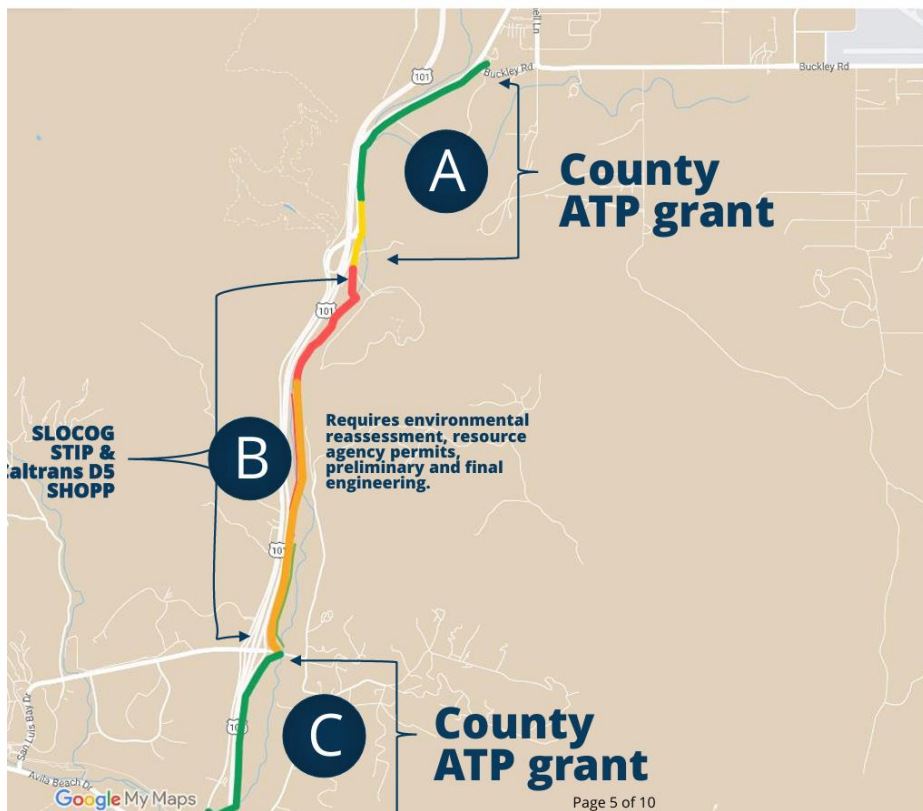 ell Ln
101
Buckley Rd
Buckley Rd
A
County
ATP grant
101
SLOCOG
STIP &
altrans D5
SHOPP
B
Requires environmental
reassessment, resource
agency permits,
preliminary and final
engineering.
101
C
County
ATP grant
San Luis Bay Dr
101
Avila Beach Dr
Google My Maps
Page 5 of 10